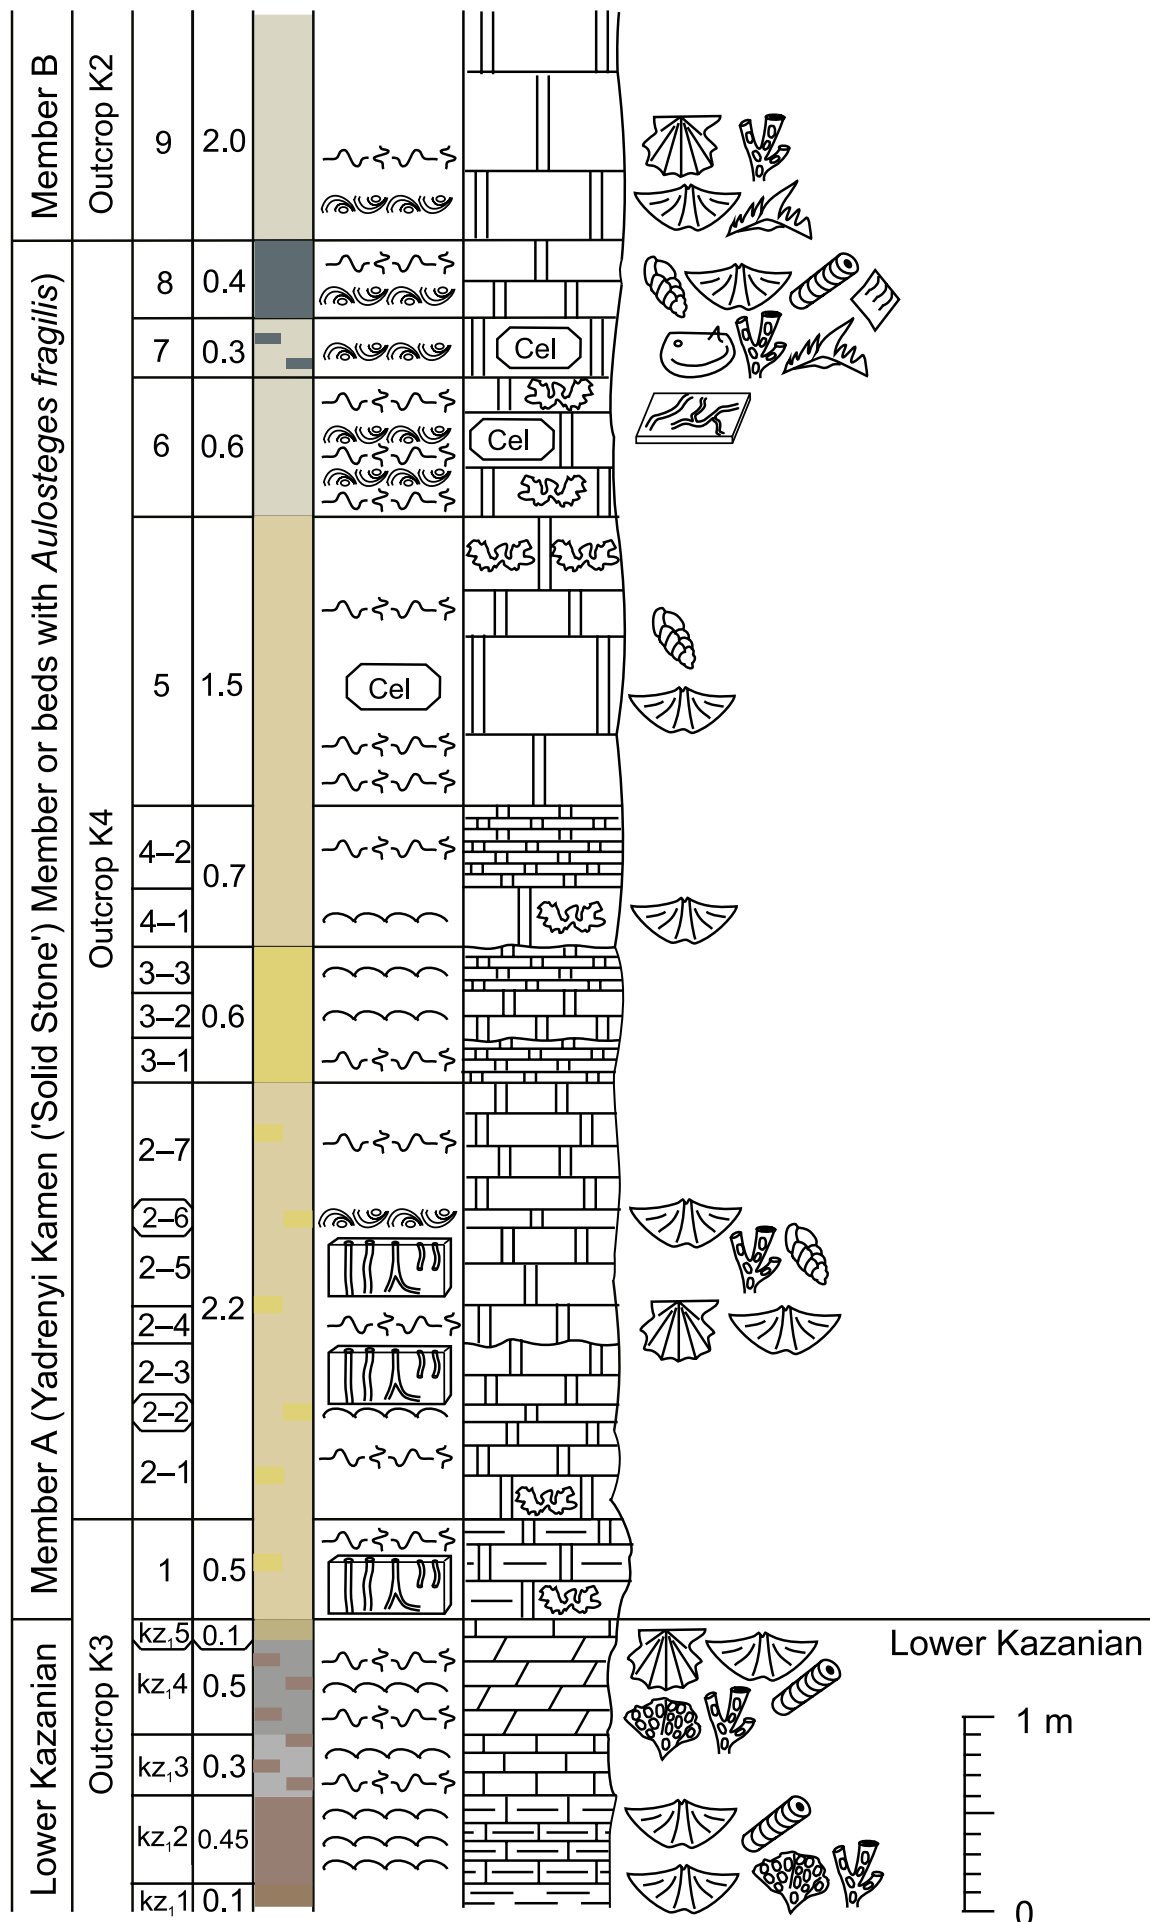 Member B
Outcrop K2
9
2.0
Member A (Yadrenyi Kamen ('Solid Stone') Member or beds with Aulosteges fragilis)
Outcrop K4
8
0.4
7
0.3
Cel
6
0.6
Cel
5
1.5
Cel
4–2
0.7
4–1
3–3
3–2
0.6
3–1
2–7
2–6
2–5
2.2
2–4
2–3
2–2
2–1
1
0.5
Lower Kazanian
Outcrop K3
kz₁5
0.1
Lower Kazanian
kz₁4
0.5
1 m
kz₁3
0.3
kz₁2
0.45
kz₁1
0.1
0